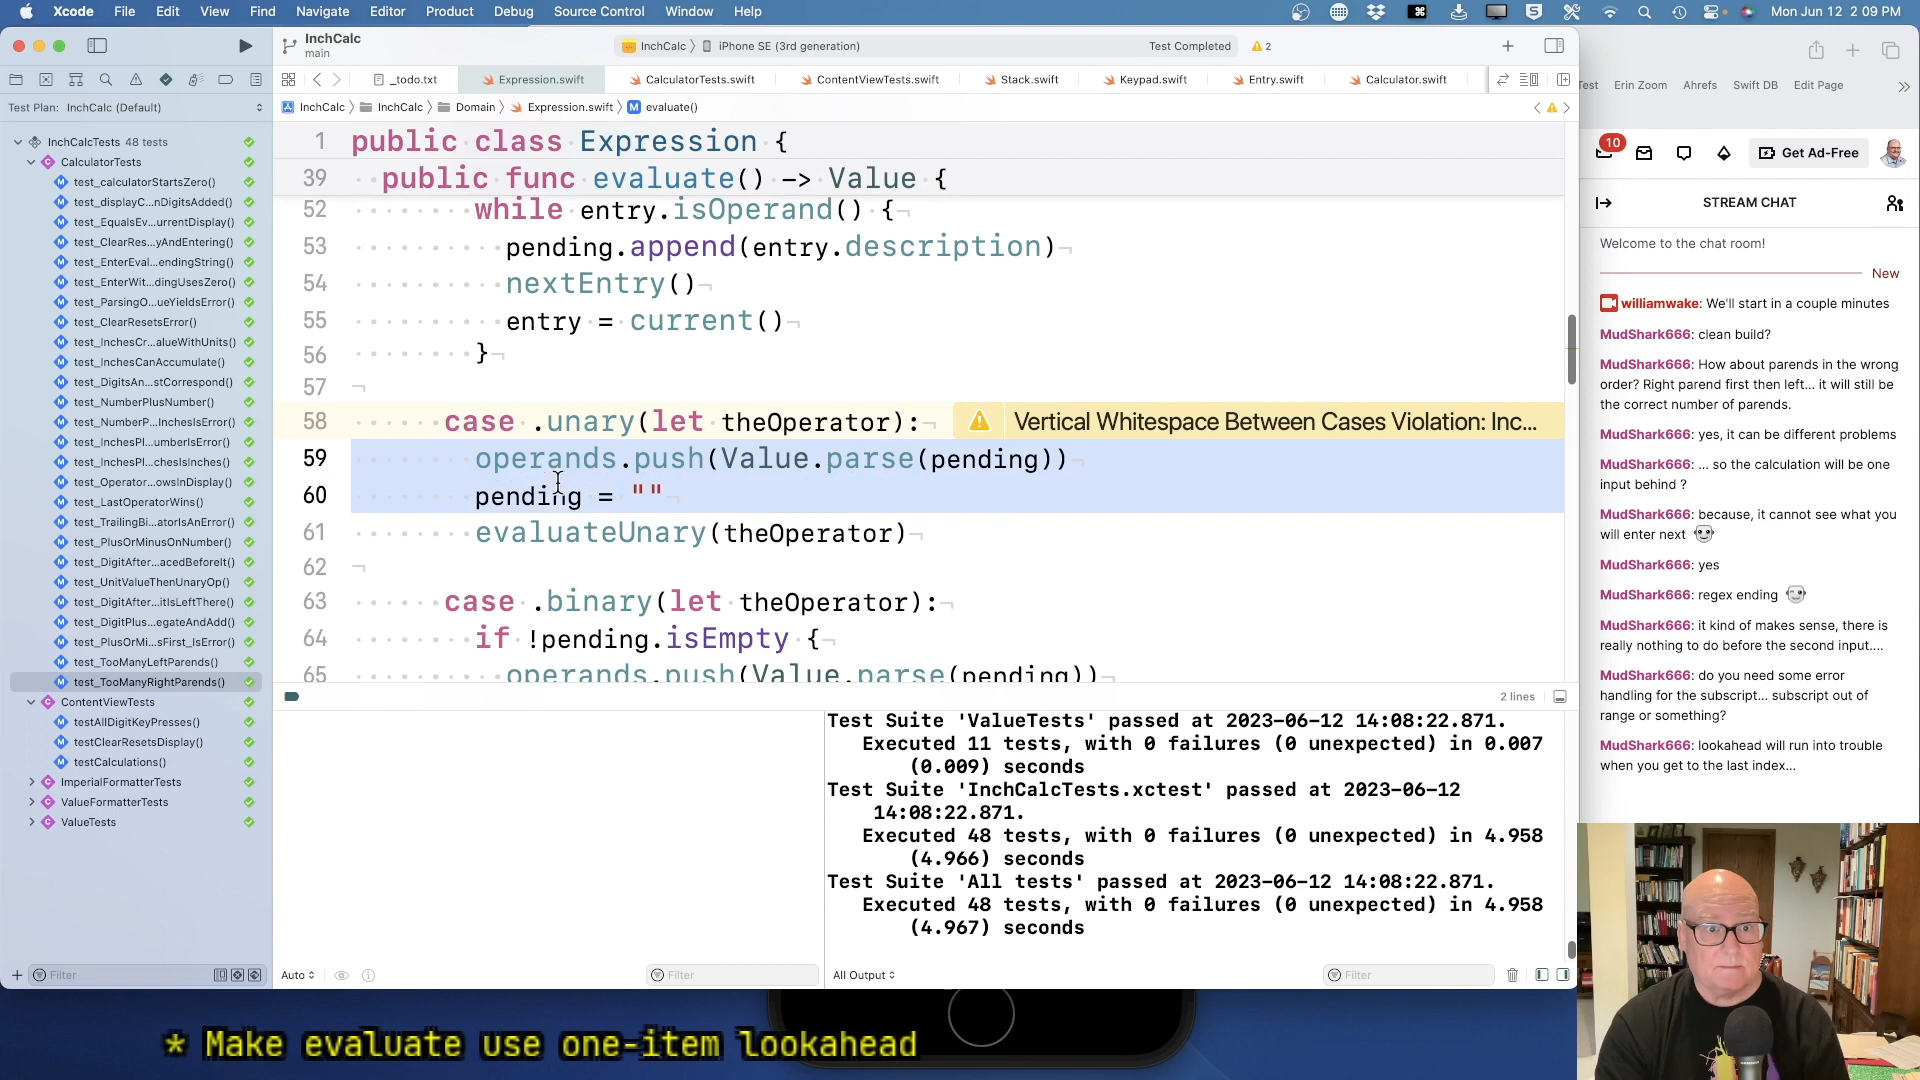 Xcode File Edit View Find Navigate Editor Product Debug Source Control Window Help
Mon Jun 12 2:09 PM
InchCalc
main
InchCalc
iPhone SE (3rd generation)
Test Completed
2
_todo.txt
Expression.swift
CalculatorTests.swift
ContentViewTests.swift
Stack.swift
Keypad.swift
Entry.swift
Calculator.swift
Test Plan: InchCalc (Default)
InchCalc
InchCalc
Domain
Expression.swift
evaluate()
InchCalcTests 48 tests
CalculatorTests
test_calculatorStartsZero()
test_displayC...nDigitsAdded()
test_EqualsEv...urrentDisplay()
test_ClearRes...yAndEntering()
test_EnterEval...endingString()
test_EnterWit...dingUsesZero()
test_ParsingO...ueYieldsError()
test_ClearResetsError()
test_InchesCr...alueWithUnits()
test_InchesCanAccumulate()
test_DigitsAn...stCorrespond()
test_NumberPlusNumber()
test_NumberP...InchesIsError()
test_InchesPl...umberIsError()
test_InchesPl...chesIsInches()
test_Operator...owsInDisplay()
test_LastOperatorWins()
test_TrailingBi...atorIsAnError()
test_PlusOrMinusOnNumber()
test_DigitAfter...acedBeforeIt()
test_UnitValueThenUnaryOp()
test_DigitAfter...itIsLeftThere()
test_DigitPlus...egateAndAdd()
test_PlusOrMi...sFirst_IsError()
test_TooManyLeftParends()
test_TooManyRightParends()
ContentViewTests
testAllDigitKeyPresses()
testClearResetsDisplay()
testCalculations()
ImperialFormatterTests
ValueFormatterTests
ValueTests
Filter
1 public class Expression {
39 public func evaluate() -> Value {
52 while entry.isOperand() {
53 pending.append(entry.description)
54 nextEntry()
55 entry = current()
56 }
57
58 case .unary(let theOperator):
Vertical Whitespace Between Cases Violation: Inc...
59 operands.push(Value.parse(pending))
60 pending = ""
61 evaluateUnary(theOperator)
62
63 case .binary(let theOperator):
64 if !pending.isEmpty {
65 operands.push(Value.parse(pending))
2 lines
Test Suite 'ValueTests' passed at 2023-06-12 14:08:22.871.
Executed 11 tests, with 0 failures (0 unexpected) in 0.007
(0.009) seconds
Test Suite 'InchCalcTests.xctest' passed at 2023-06-12
14:08:22.871.
Executed 48 tests, with 0 failures (0 unexpected) in 4.958
(4.966) seconds
Test Suite 'All tests' passed at 2023-06-12 14:08:22.871.
Executed 48 tests, with 0 failures (0 unexpected) in 4.958
(4.967) seconds
Auto
Filter
All Output
Filter
Erin Zoom Ahrefs Swift DB Edit Page
10
Get Ad-Free
STREAM CHAT
Welcome to the chat room!
New
williamwake: We'll start in a couple minutes
MudShark666: clean build?
MudShark666: How about parends in the wrong
order? Right parend first then left... it will still be
the correct number of parends.
MudShark666: yes, it can be different problems
MudShark666: ... so the calculation will be one
input behind ?
MudShark666: because, it cannot see what you
will enter next
MudShark666: yes
MudShark666: regex ending
MudShark666: it kind of makes sense, there is
really nothing to do before the second input....
MudShark666: do you need some error
handling for the subscript... subscript out of
range or something?
MudShark666: lookahead will run into trouble
when you get to the last index...
* Make evaluate use one-item lookahead